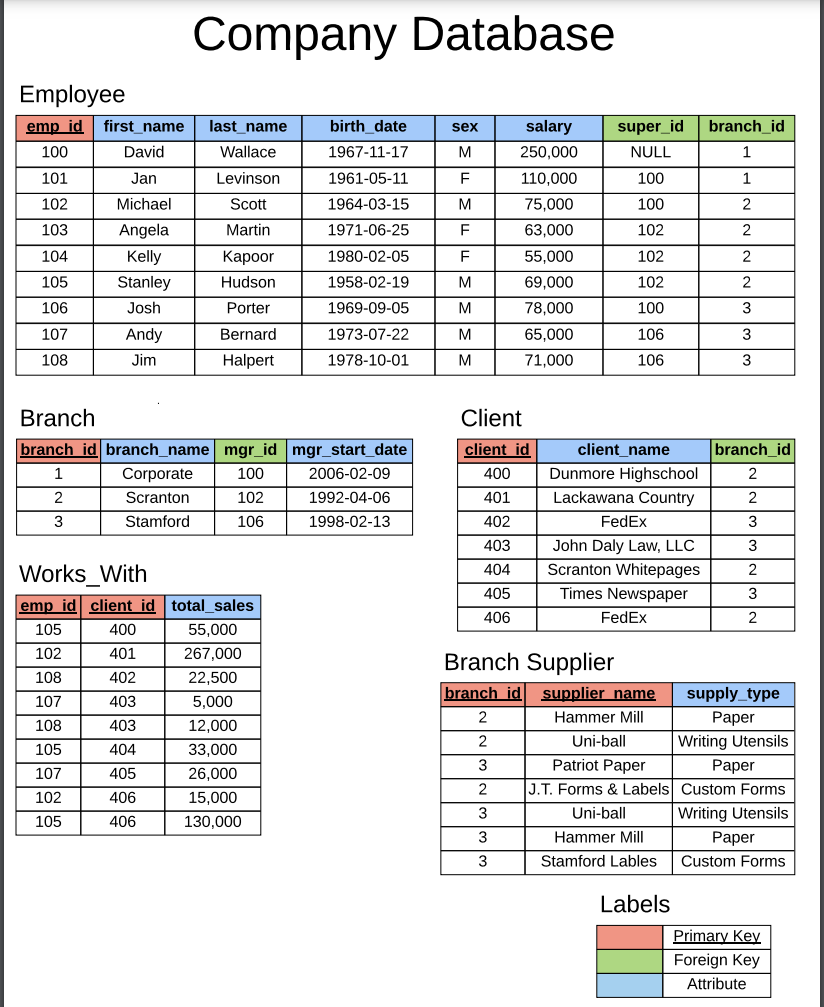 Company Database
Employee
emp_id first_name last_name birth_date sex salary super_id branch_id
100 David Wallace 1967-11-17 M 250,000 NULL 1
101 Jan Levinson 1961-05-11 F 110,000 100 1
102 Michael Scott 1964-03-15 M 75,000 100 2
103 Angela Martin 1971-06-25 F 63,000 102 2
104 Kelly Kapoor 1980-02-05 F 55,000 102 2
105 Stanley Hudson 1958-02-19 M 69,000 102 2
106 Josh Porter 1969-09-05 M 78,000 100 3
107 Andy Bernard 1973-07-22 M 65,000 106 3
108 Jim Halpert 1978-10-01 M 71,000 106 3
Branch
branch_id branch_name mgr_id mgr_start_date
1 Corporate 100 2006-02-09
2 Scranton 102 1992-04-06
3 Stamford 106 1998-02-13
Works_With
emp_id client_id total_sales
105 400 55,000
102 401 267,000
108 402 22,500
107 403 5,000
108 403 12,000
105 404 33,000
107 405 26,000
102 406 15,000
105 406 130,000
Client
client_id client_name branch_id
400 Dunmore Highschool 2
401 Lackawana Country 2
402 FedEx 3
403 John Daly Law, LLC 3
404 Scranton Whitepages 2
405 Times Newspaper 3
406 FedEx 2
Branch Supplier
branch_id supplier_name supply_type
2 Hammer Mill Paper
2 Uni-ball Writing Utensils
3 Patriot Paper Paper
2 J.T. Forms & Labels Custom Forms
3 Uni-ball Writing Utensils
3 Hammer Mill Paper
3 Stamford Lables Custom Forms
Labels
Primary Key
Foreign Key
Attribute